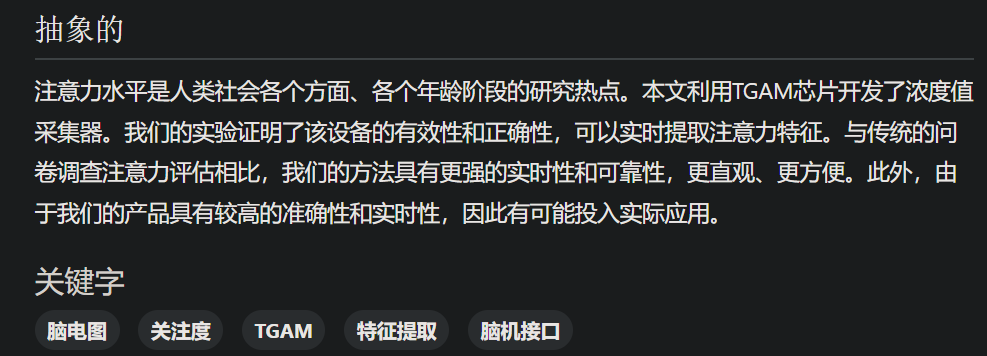 抽象的
注意力水平是人类社会各个方面、各个年龄阶段的研究热点。本文利用TGAM芯片开发了浓度值
采集器。我们的实验证明了该设备的有效性和正确性，可以实时提取注意力特征。与传统的问
卷调查注意力评估相比，我们的方法具有更强的实时性和可靠性，更直观、更方便。此外，由
于我们的产品具有较高的准确性和实时性，因此有可能投入实际应用。
关键字
脑电图 关注度 TGAM 特征提取 脑机接口